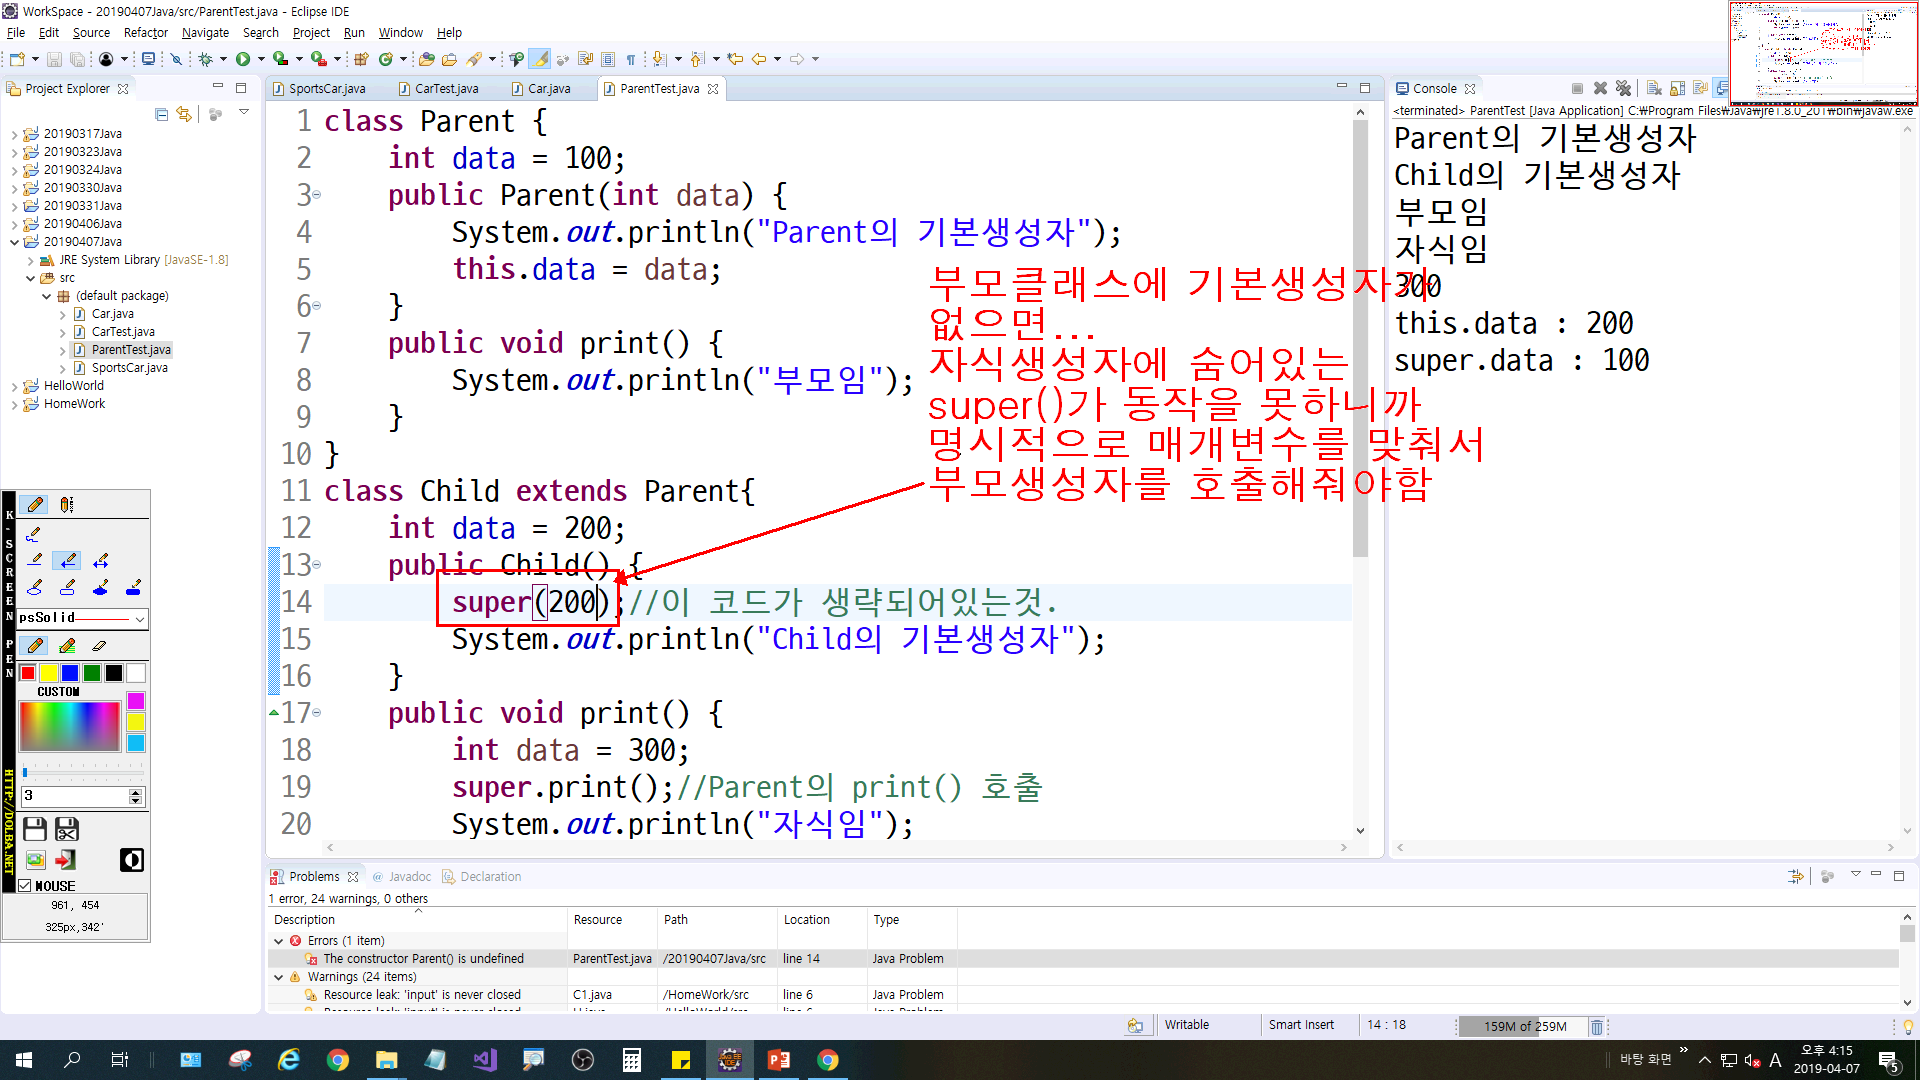 WorkSpace - 20190407Java/src/ParentTest.java - Eclipse IDE
File Edit Source Refactor Navigate Search Project Run Window Help
Project Explorer
20190317Java
20190323Java
20190324Java
20190330Java
20190331Java
20190406Java
20190407Java
JRE System Library [JavaSE-1.8]
src
(default package)
Car.java
CarTest.java
ParentTest.java
SportsCar.java
HelloWorld
HomeWork
SportsCar.java CarTest.java Car.java ParentTest.java
1 class Parent {
2 int data = 100;
3 public Parent(int data) {
4 System.out.println("Parent의 기본생성자");
5 this.data = data;
6 }
7 public void print() {
8 System.out.println("부모임");
9 }
10 }
11 class Child extends Parent{
12 int data = 200;
13 public Child() {
14 super(200);//이 코드가 생략되어있는것.
15 System.out.println("Child의 기본생성자");
16 }
17 public void print() {
18 int data = 300;
19 super.print();//Parent의 print() 호출
20 System.out.println("자식임");
부모클래스에 기본생성자가
없으면...
자식생성자에 숨어있는
super()가 동작을 못하니까
명시적으로 매개변수를 맞춰서
부모생성자를 호출해줘야함
Console
<terminated> ParentTest [Java Application] C:₩Program Files₩Java₩jre1.8.0_201₩bin₩javaw.exe
Parent의 기본생성자
Child의 기본생성자
부모임
자식임
300
this.data : 200
super.data : 100
K-SCREEN PEN
HTTP://DOLBA.NET
psSolid
CUSTOM
3
MOUSE
961, 454
325px,342'
Problems Javadoc Declaration
1 error, 24 warnings, 0 others
Description Resource Path Location Type
Errors (1 item)
The constructor Parent() is undefined ParentTest.java /20190407Java/src line 14 Java Problem
Warnings (24 items)
Resource leak: 'input' is never closed C1.java /HomeWork/src line 6 Java Problem
Writable Smart Insert 14 : 18 159M of 259M
바탕 화면 A 오후 4:15
2019-04-07 5